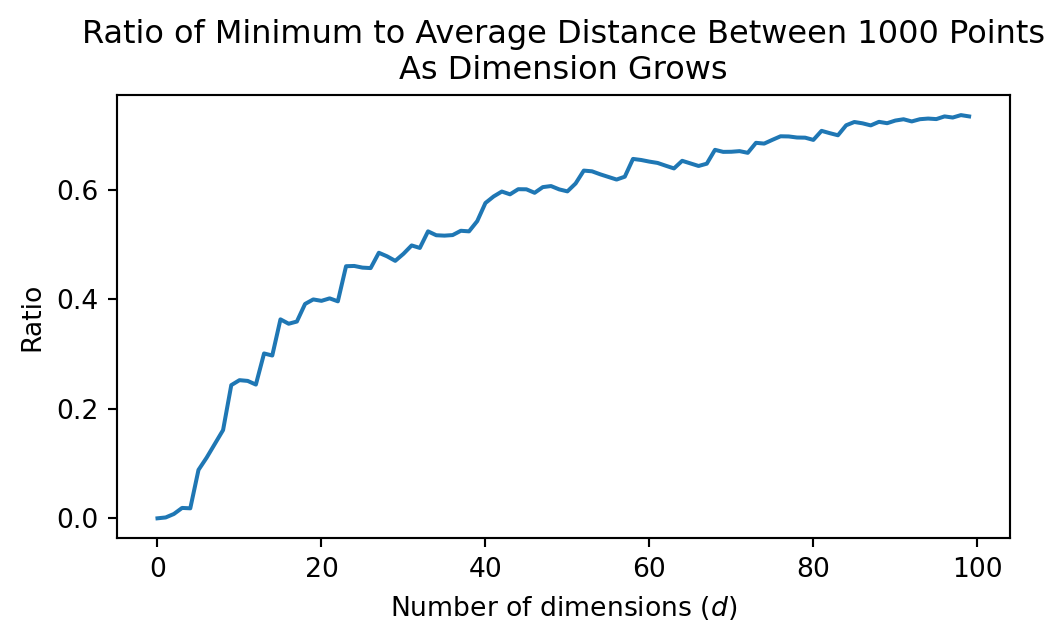 Ratio of Minimum to Average Distance Between 1000 Points
As Dimension Grows
Ratio
0.6
0.4
0.2
0.0
0 20 40 60 80 100
Number of dimensions (d)